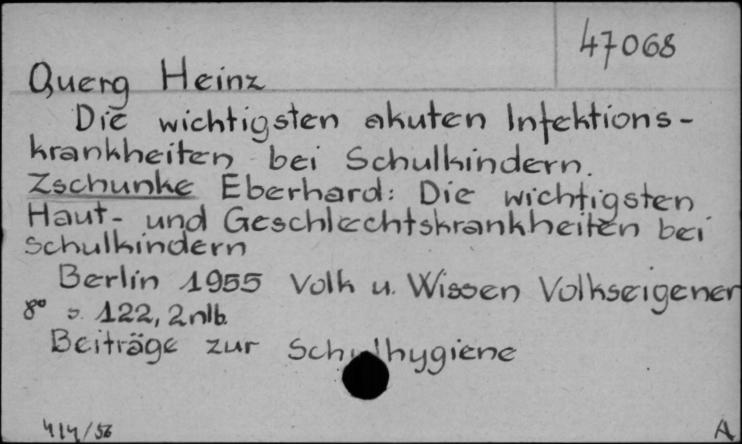 47068
Querg Heinz
Die wichtigsten akuten Infektions-
krankheiten bei Schulkindern.
Zschunke Eberhard: Die wichtigsten
Haut- und Geschlechtskrankheiten bei
Schulkindern
Berlin 1955 Volk u. Wissen Volkseigener
8° s. 122, 2nlb.
Beiträge zur Schulhygiene
414/56 A